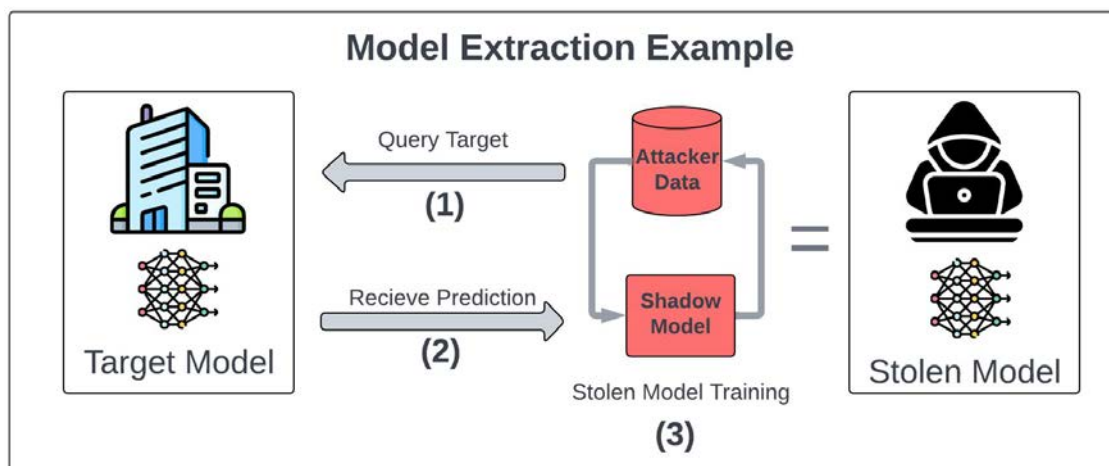 Model Extraction Example
Query Target
(1)
Attacker
Data
Recieve Prediction
(2)
Shadow
Model
Stolen Model Training
(3)
=
Target Model
Stolen Model